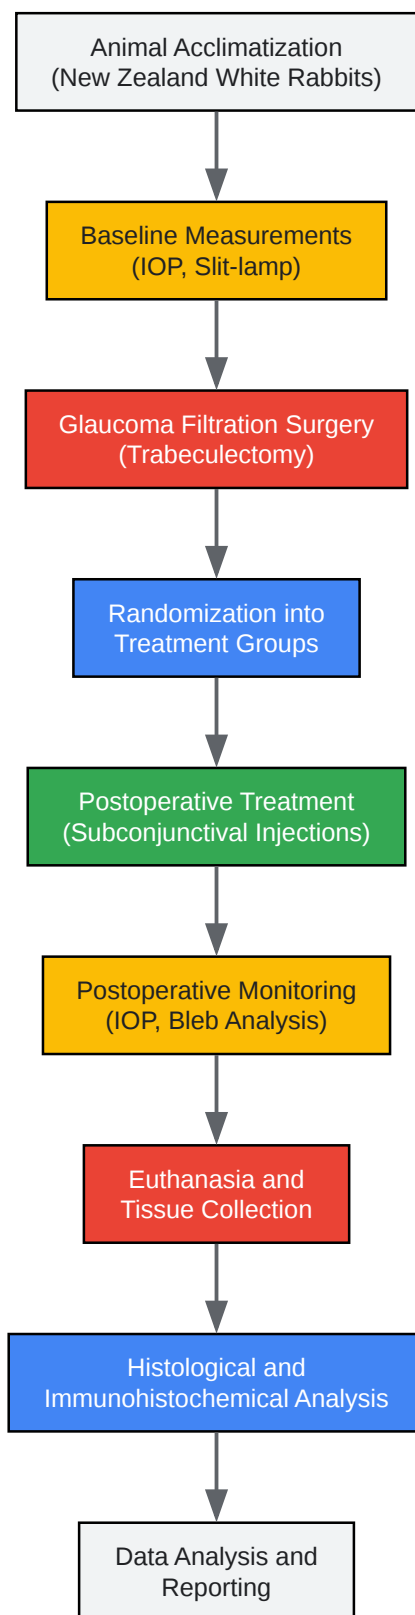 Animal Acclimatization
(New Zealand White Rabbits)
Baseline Measurements
(IOP, Slit-lamp)
Glaucoma Filtration Surgery
(Trabeculectomy)
Randomization into
Treatment Groups
Postoperative Treatment
(Subconjunctival Injections)
Postoperative Monitoring
(IOP, Bleb Analysis)
Euthanasia and
Tissue Collection
Histological and
Immunohistochemical Analysis
Data Analysis and
Reporting